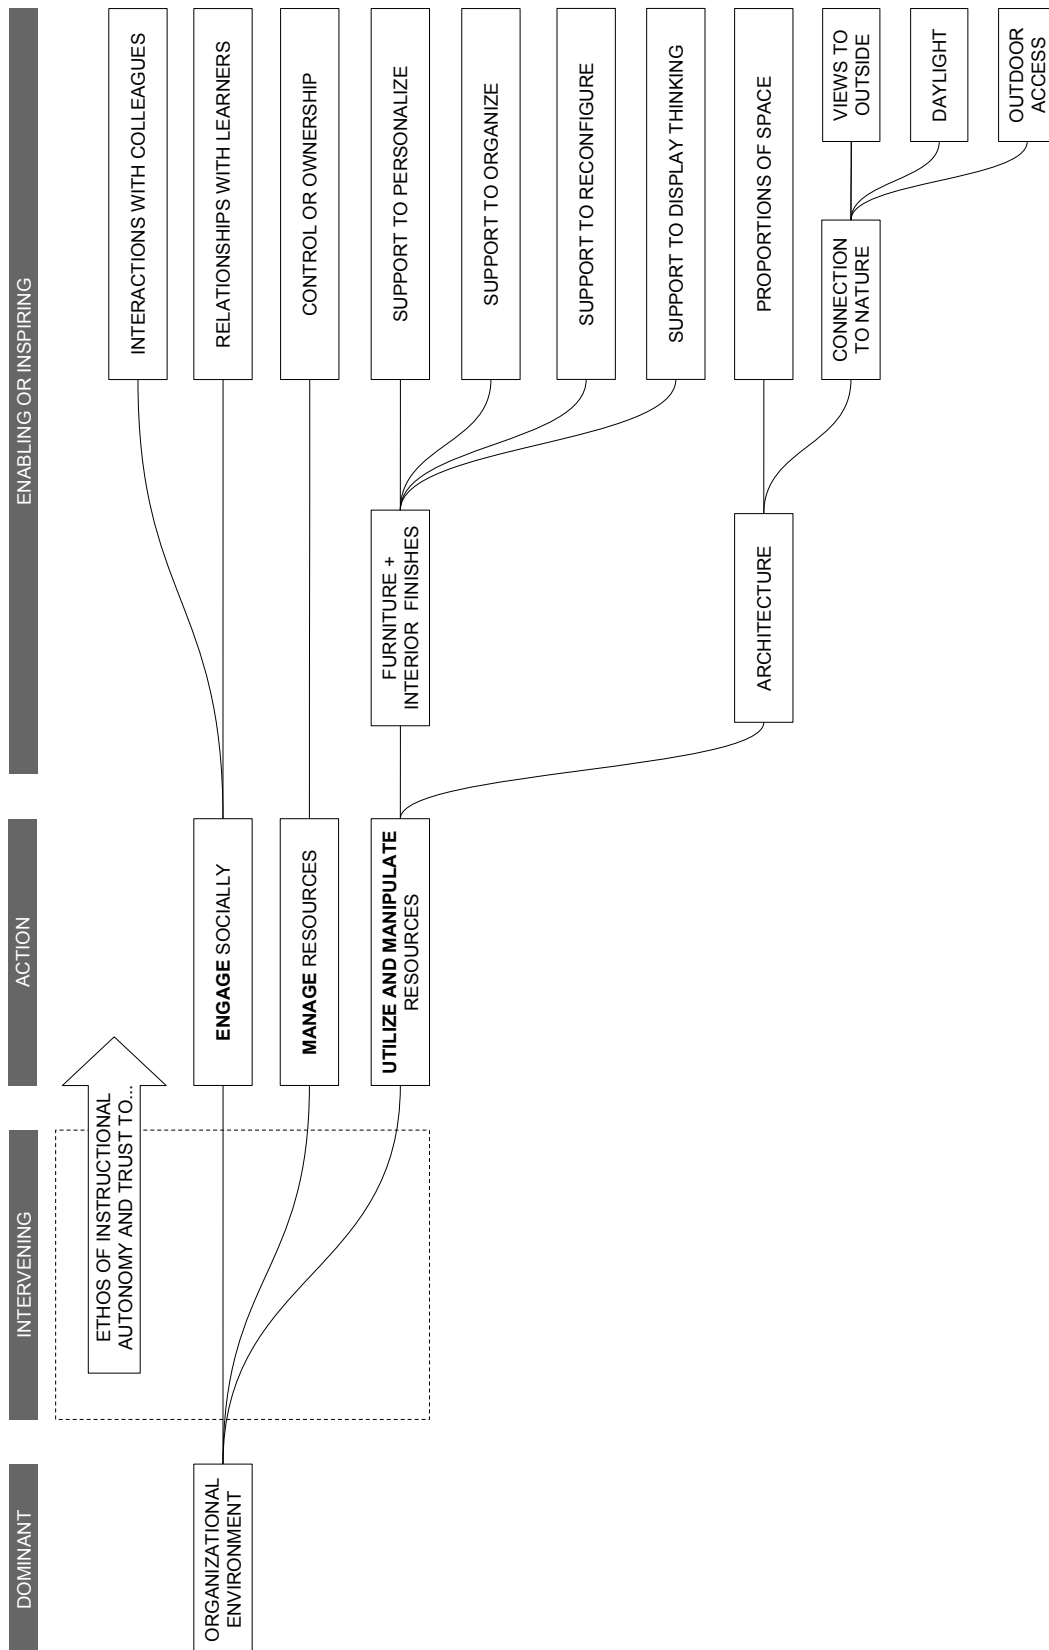 DOMINANT
INTERVENING
ACTION
ENABLING OR INSPIRING
ORGANIZATIONAL
ENVIRONMENT
ETHOS OF INSTRUCTIONAL
AUTONOMY AND TRUST TO...
ENGAGE SOCIALLY
MANAGE RESOURCES
UTILIZE AND MANIPULATE
RESOURCES
INTERACTIONS WITH COLLEAGUES
RELATIONSHIPS WITH LEARNERS
CONTROL OR OWNERSHIP
FURNITURE +
INTERIOR FINISHES
SUPPORT TO PERSONALIZE
SUPPORT TO ORGANIZE
SUPPORT TO RECONFIGURE
SUPPORT TO DISPLAY THINKING
ARCHITECTURE
PROPORTIONS OF SPACE
CONNECTION
TO NATURE
VIEWS TO
OUTSIDE
DAYLIGHT
OUTDOOR
ACCESS